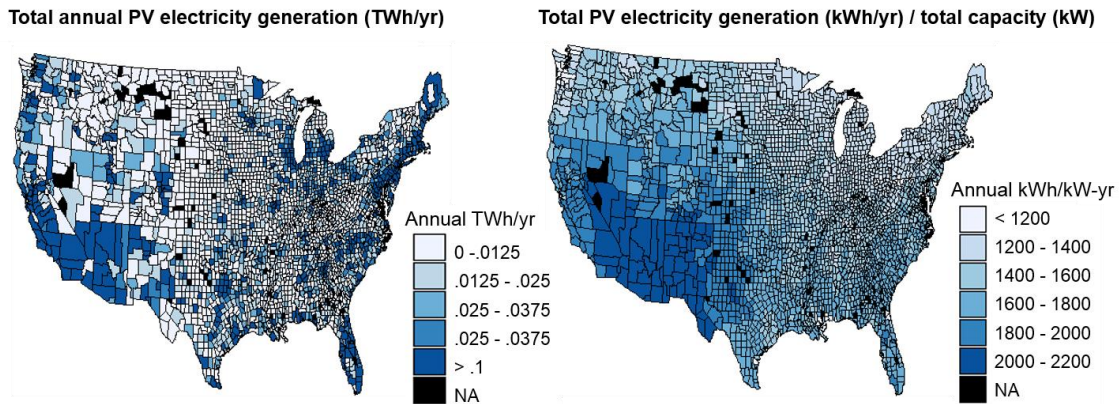 Total annual PV electricity generation (TWh/yr)
Total PV electricity generation (kWh/yr) / total capacity (kW)
Annual TWh/yr
0 -.0125
.0125 - .025
.025 - .0375
.025 - .0375
> .1
NA
Annual kWh/kW-yr
< 1200
1200 - 1400
1400 - 1600
1600 - 1800
1800 - 2000
2000 - 2200
NA